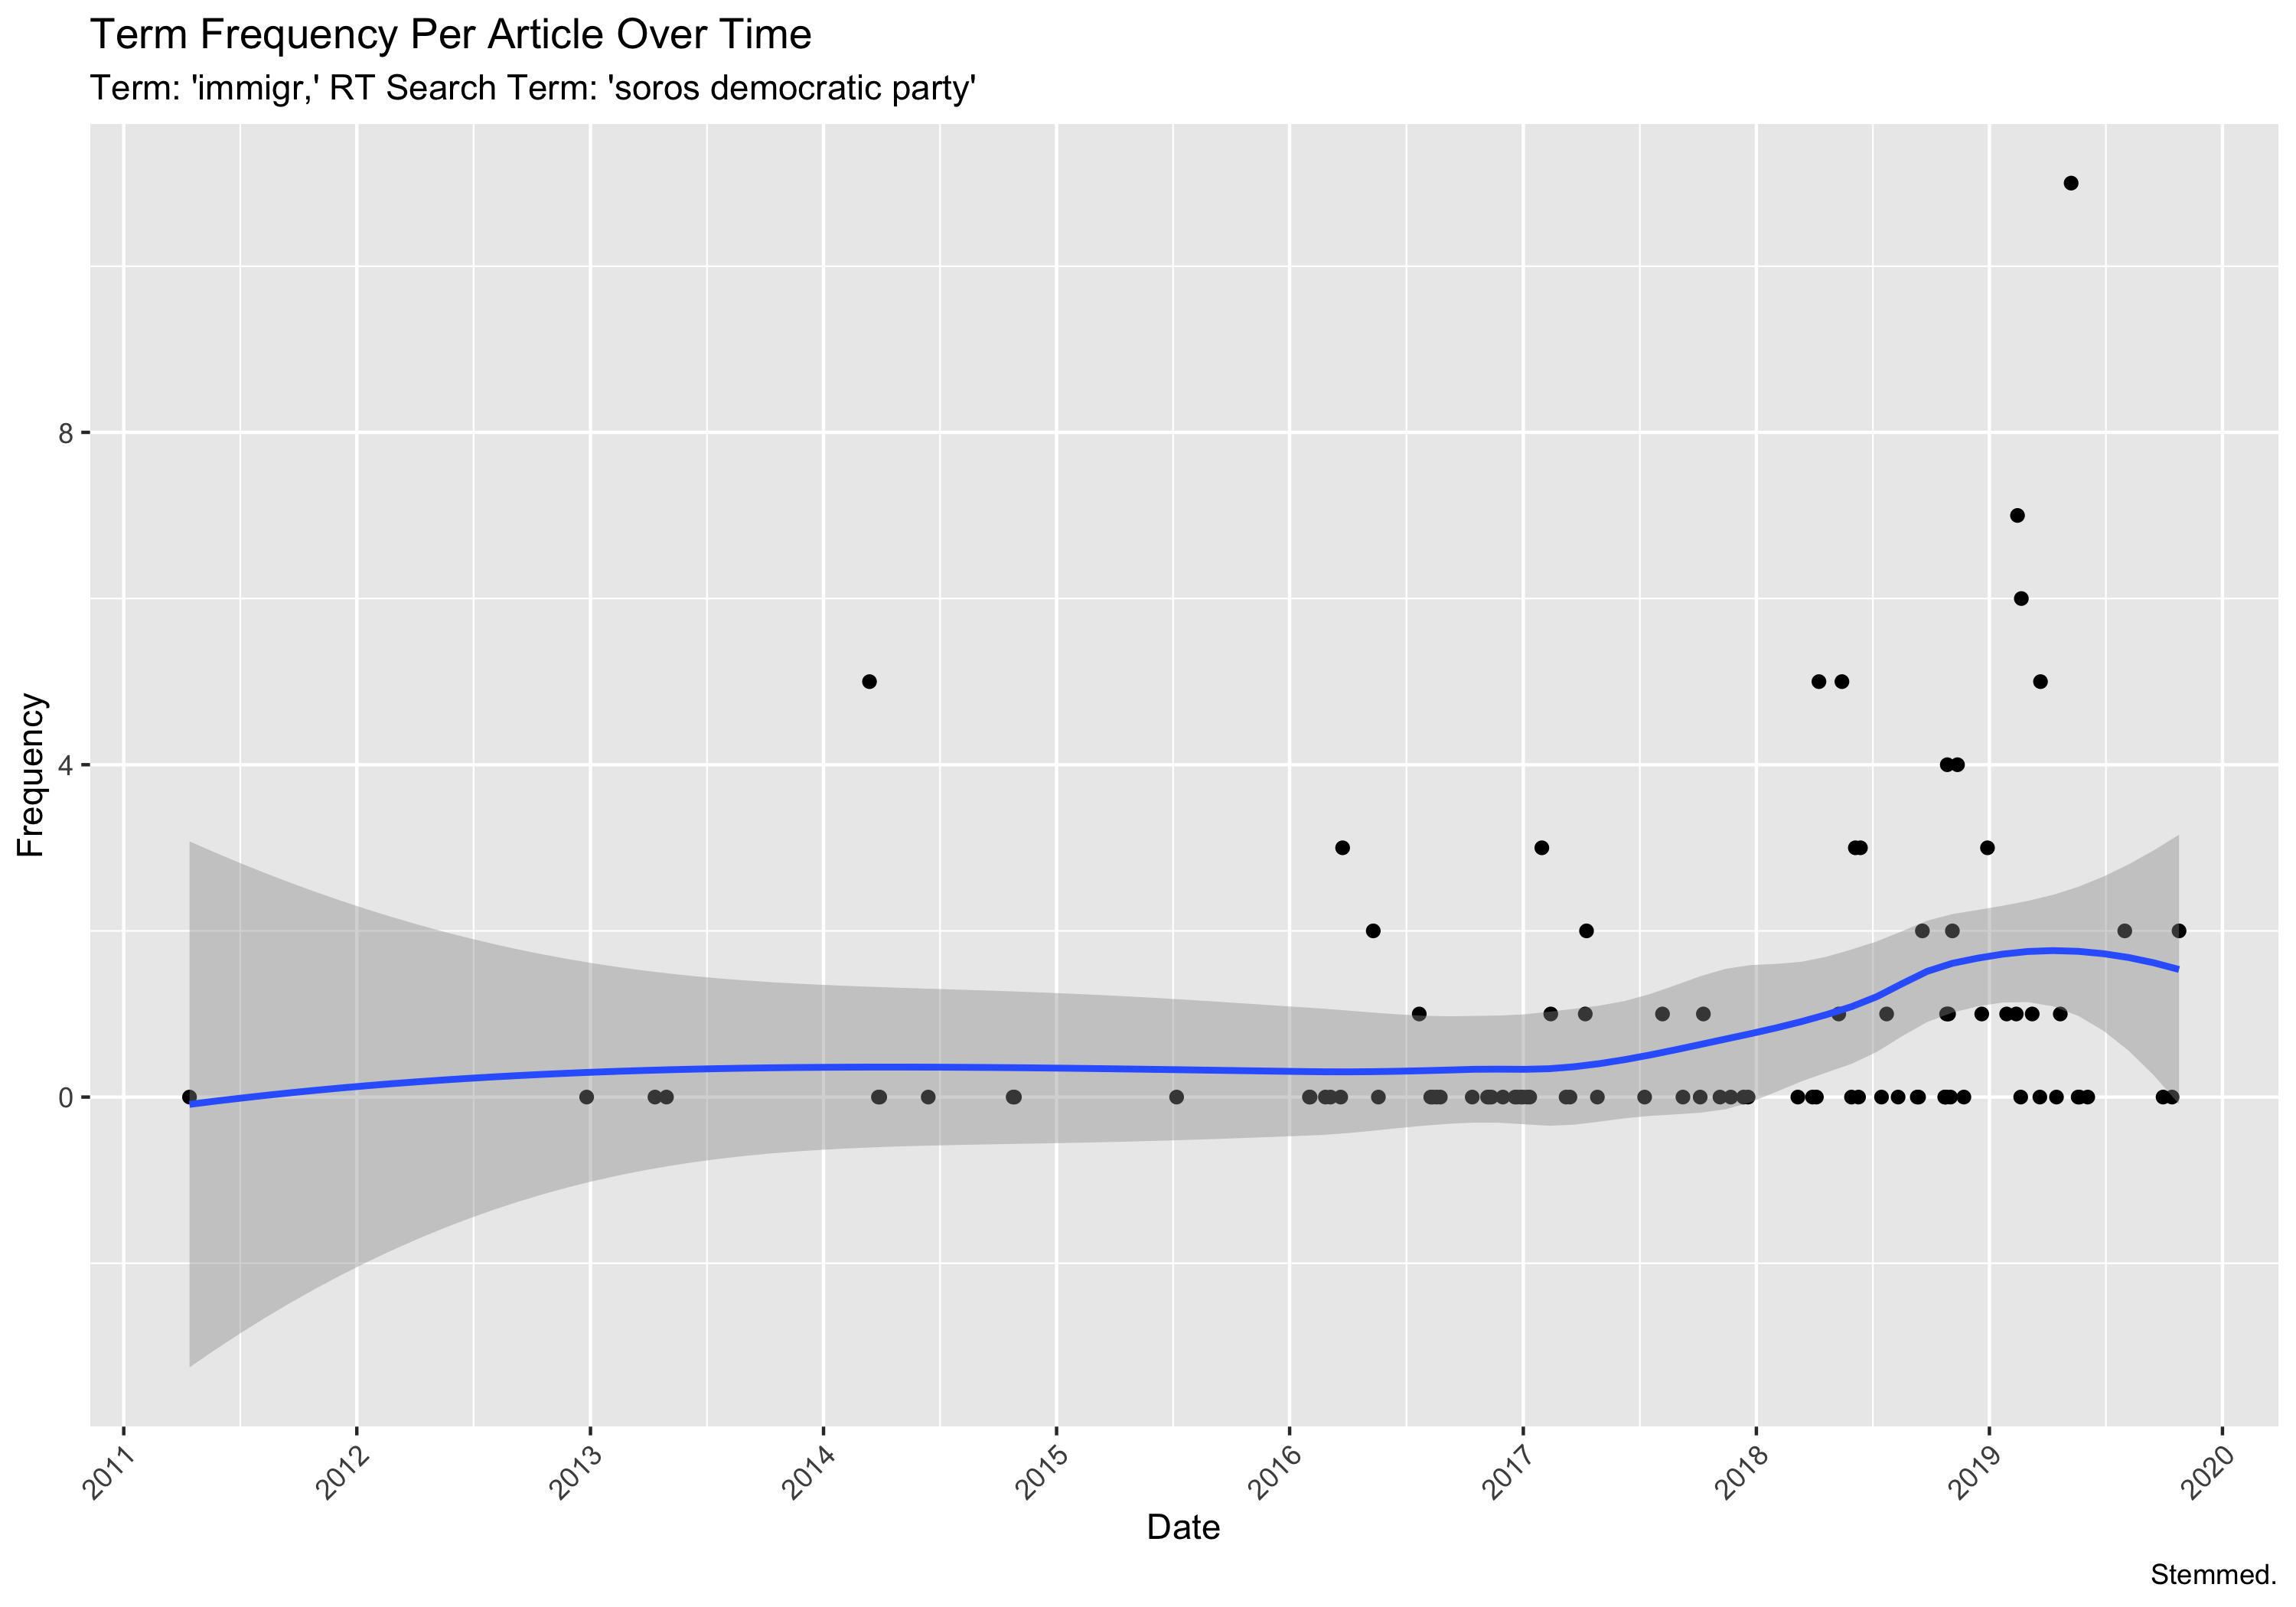 Term Frequency Per Article Over Time
Term: 'immigr,' RT Search Term: 'soros democratic party'
Frequency
8
4
0
2011
2012
2013
2014
2015
2016
2017
2018
2019
2020
Date
Stemmed.